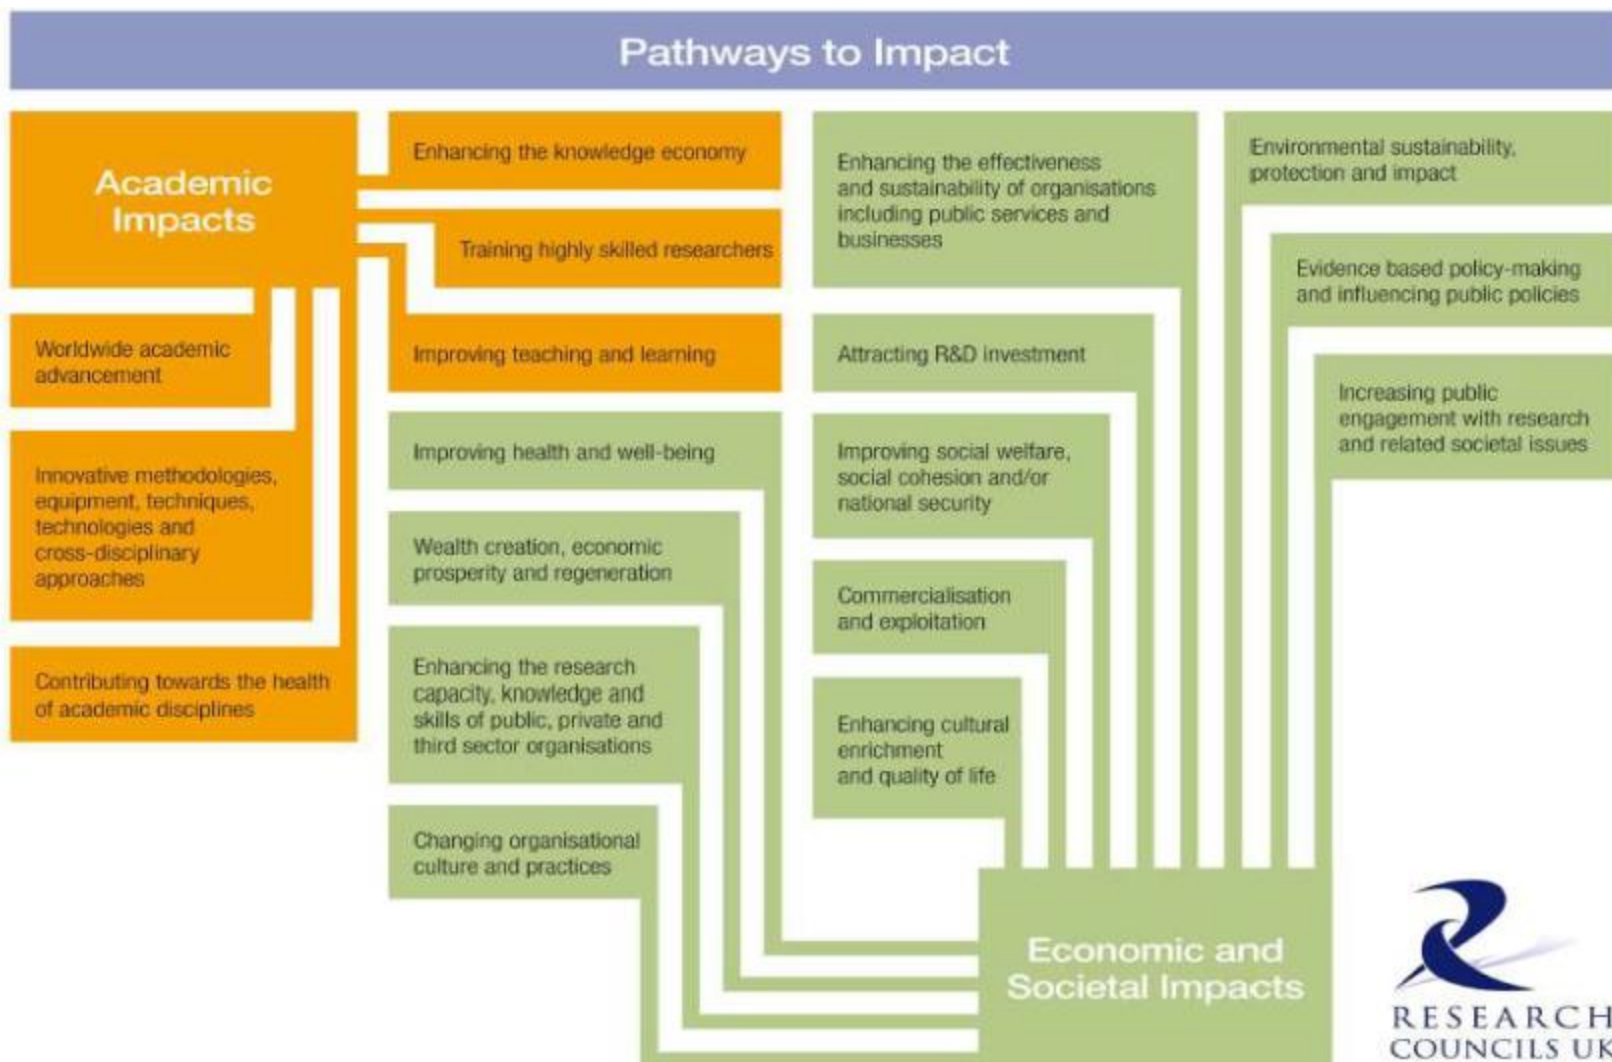 Pathways to Impact
Academic
Impacts
Worldwide academic
advancement
Innovative methodologies,
equipment, techniques,
technologies and
cross-disciplinary
approaches
Contributing towards the health
of academic disciplines
Enhancing the knowledge economy
Training highly skilled researchers
Improving teaching and learning
Improving health and well-being
Wealth creation, economic
prosperity and regeneration
Enhancing the research
capacity, knowledge and
skills of public, private and
third sector organisations
Changing organisational
culture and practices
Enhancing the effectiveness
and sustainability of organisations
including public services and
businesses
Attracting R&D investment
Improving social welfare,
social cohesion and/or
national security
Commercialisation
and exploitation
Enhancing cultural
enrichment
and quality of life
Environmental sustainability,
protection and impact
Evidence based policy-making
and influencing public policies
Increasing public
engagement with research
and related societal issues
Economic and
Societal Impacts
RESEARCH
COUNCILS UK